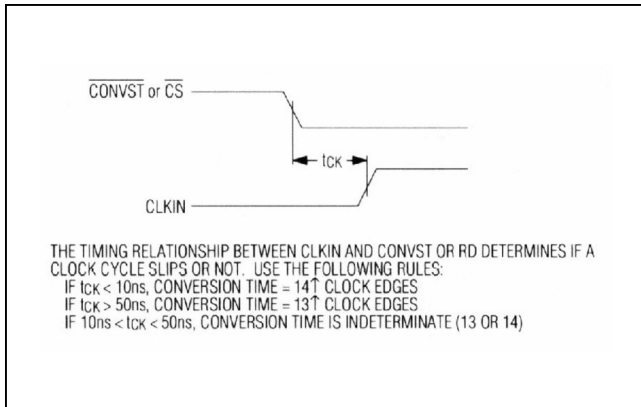 CONVST or CS
tCK
CLKIN
THE TIMING RELATIONSHIP BETWEEN CLKIN AND CONVST OR RD DETERMINES IF A
CLOCK CYCLE SLIPS OR NOT. USE THE FOLLOWING RULES:
IF tCK < 10ns, CONVERSION TIME = 14↑ CLOCK EDGES
IF tCK > 50ns, CONVERSION TIME = 13↑ CLOCK EDGES
IF 10ns < tCK < 50ns, CONVERSION TIME IS INDETERMINATE (13 OR 14)